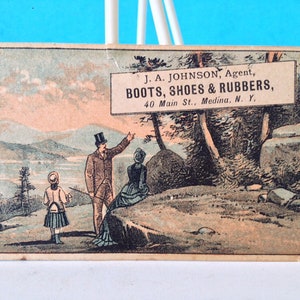 J. A. JOHNSON, Agent,
BOOTS, SHOES & RUBBERS,
40 Main St., Medina, N. Y.